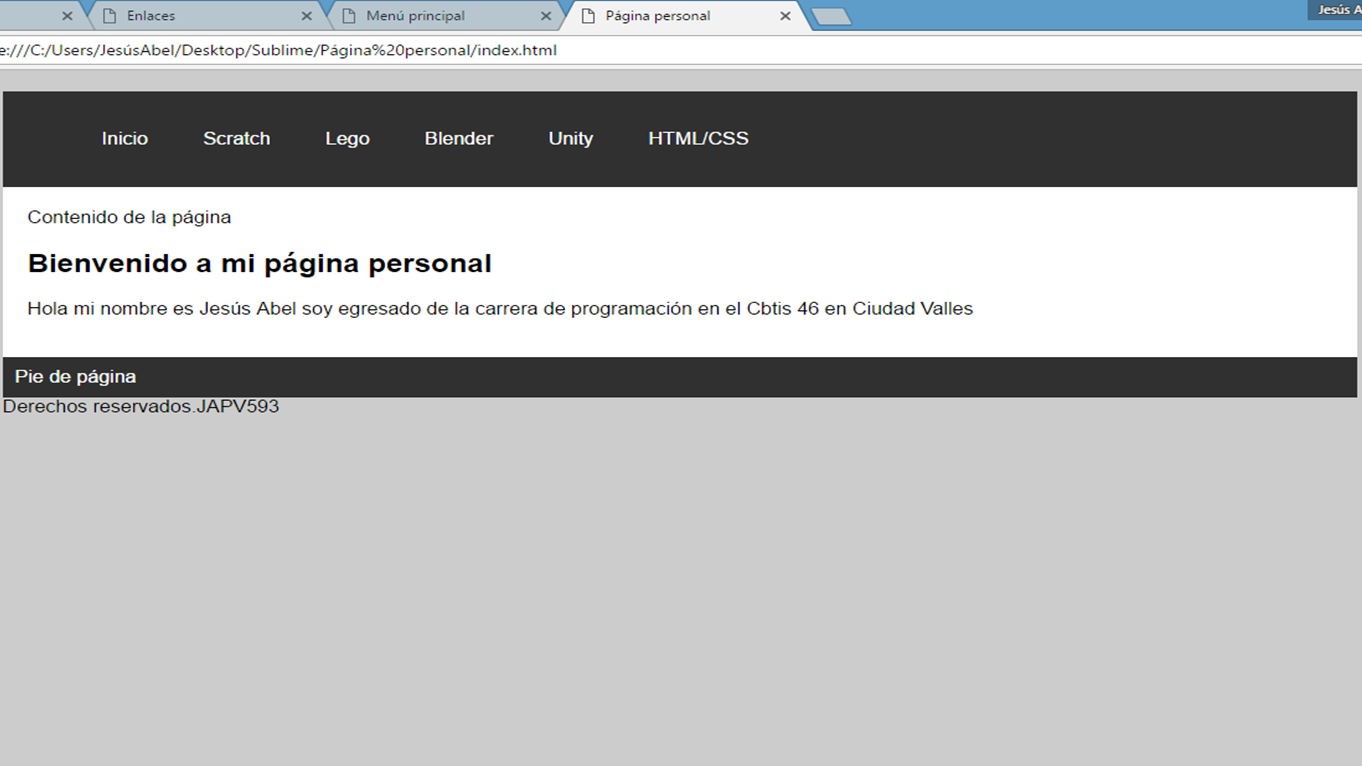 Enlaces Menú principal Página personal Jesús A
e:///C:/Users/JesúsAbel/Desktop/Sublime/Página%20personal/index.html
Inicio Scratch Lego Blender Unity HTML/CSS
Contenido de la página
Bienvenido a mi página personal
Hola mi nombre es Jesús Abel soy egresado de la carrera de programación en el Cbtis 46 en Ciudad Valles
Pie de página
Derechos reservados.JAPV593